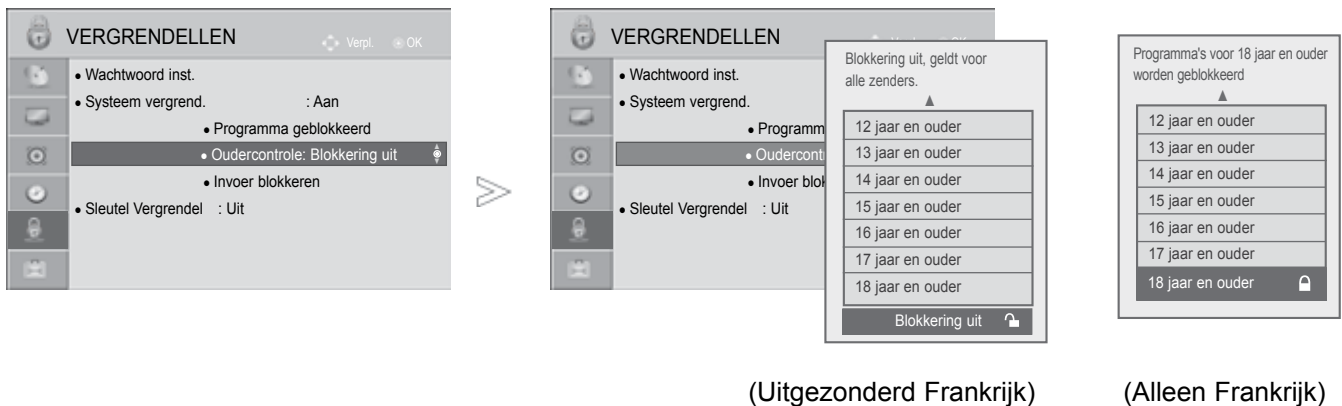 VERGRENDELLEN
Verpl. OK
• Wachtwoord inst.
• Systeem vergrend. : Aan
• Programma geblokkeerd
• Oudercontrole: Blokkering uit
• Invoer blokkeren
• Sleutel Vergrendel : Uit
VERGRENDELLEN
• Wachtwoord inst.
• Systeem vergrend.
• Programm
• Oudercont
• Invoer blok
• Sleutel Vergrendel : Uit
Blokkering uit, geldt voor
alle zenders.
12 jaar en ouder
13 jaar en ouder
14 jaar en ouder
15 jaar en ouder
16 jaar en ouder
17 jaar en ouder
18 jaar en ouder
Blokkering uit
(Uitgezonderd Frankrijk)
Programma's voor 18 jaar en ouder
worden geblokkeerd
12 jaar en ouder
13 jaar en ouder
14 jaar en ouder
15 jaar en ouder
16 jaar en ouder
17 jaar en ouder
18 jaar en ouder
(Alleen Frankrijk)